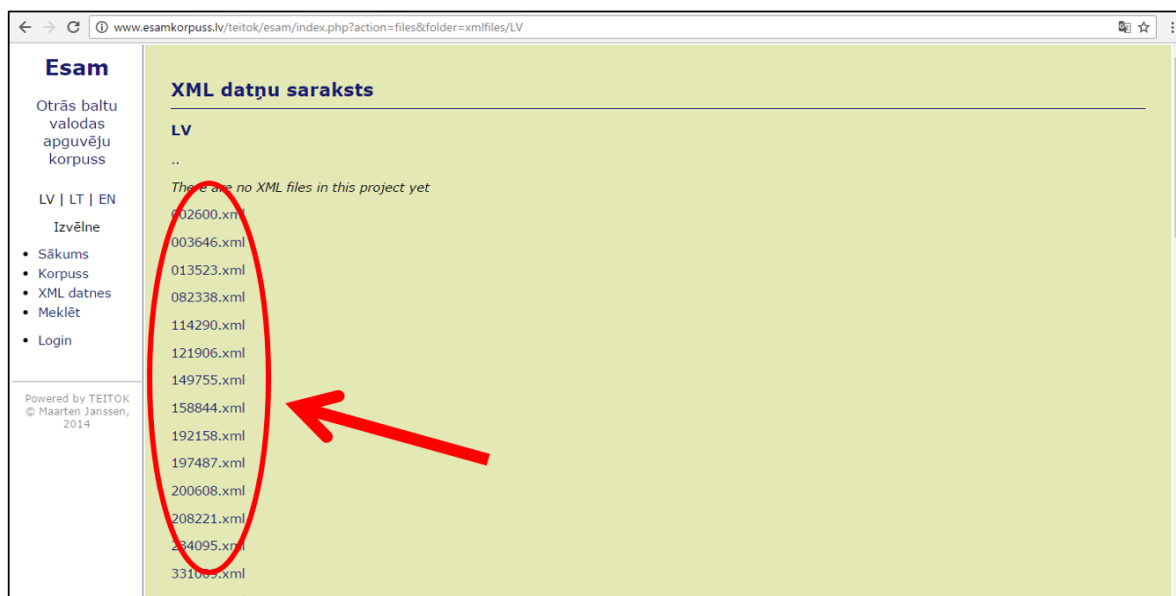 www.esamkorpuss.lv/teitok/esam/index.php?action=files&folder=xmlfiles/LV
Esam
Otrās baltu
valodas
apguvēju
korpuss
LV | LT | EN
Izvēlne
Sākums
Korpuss
XML datnes
Meklēt
Login
Powered by TEITOK
© Maarten Janssen,
2014
XML datņu saraksts
LV
..
There are no XML files in this project yet
002600.xml
003646.xml
013523.xml
082338.xml
114290.xml
121906.xml
149755.xml
158844.xml
192158.xml
197487.xml
200608.xml
208221.xml
234095.xml